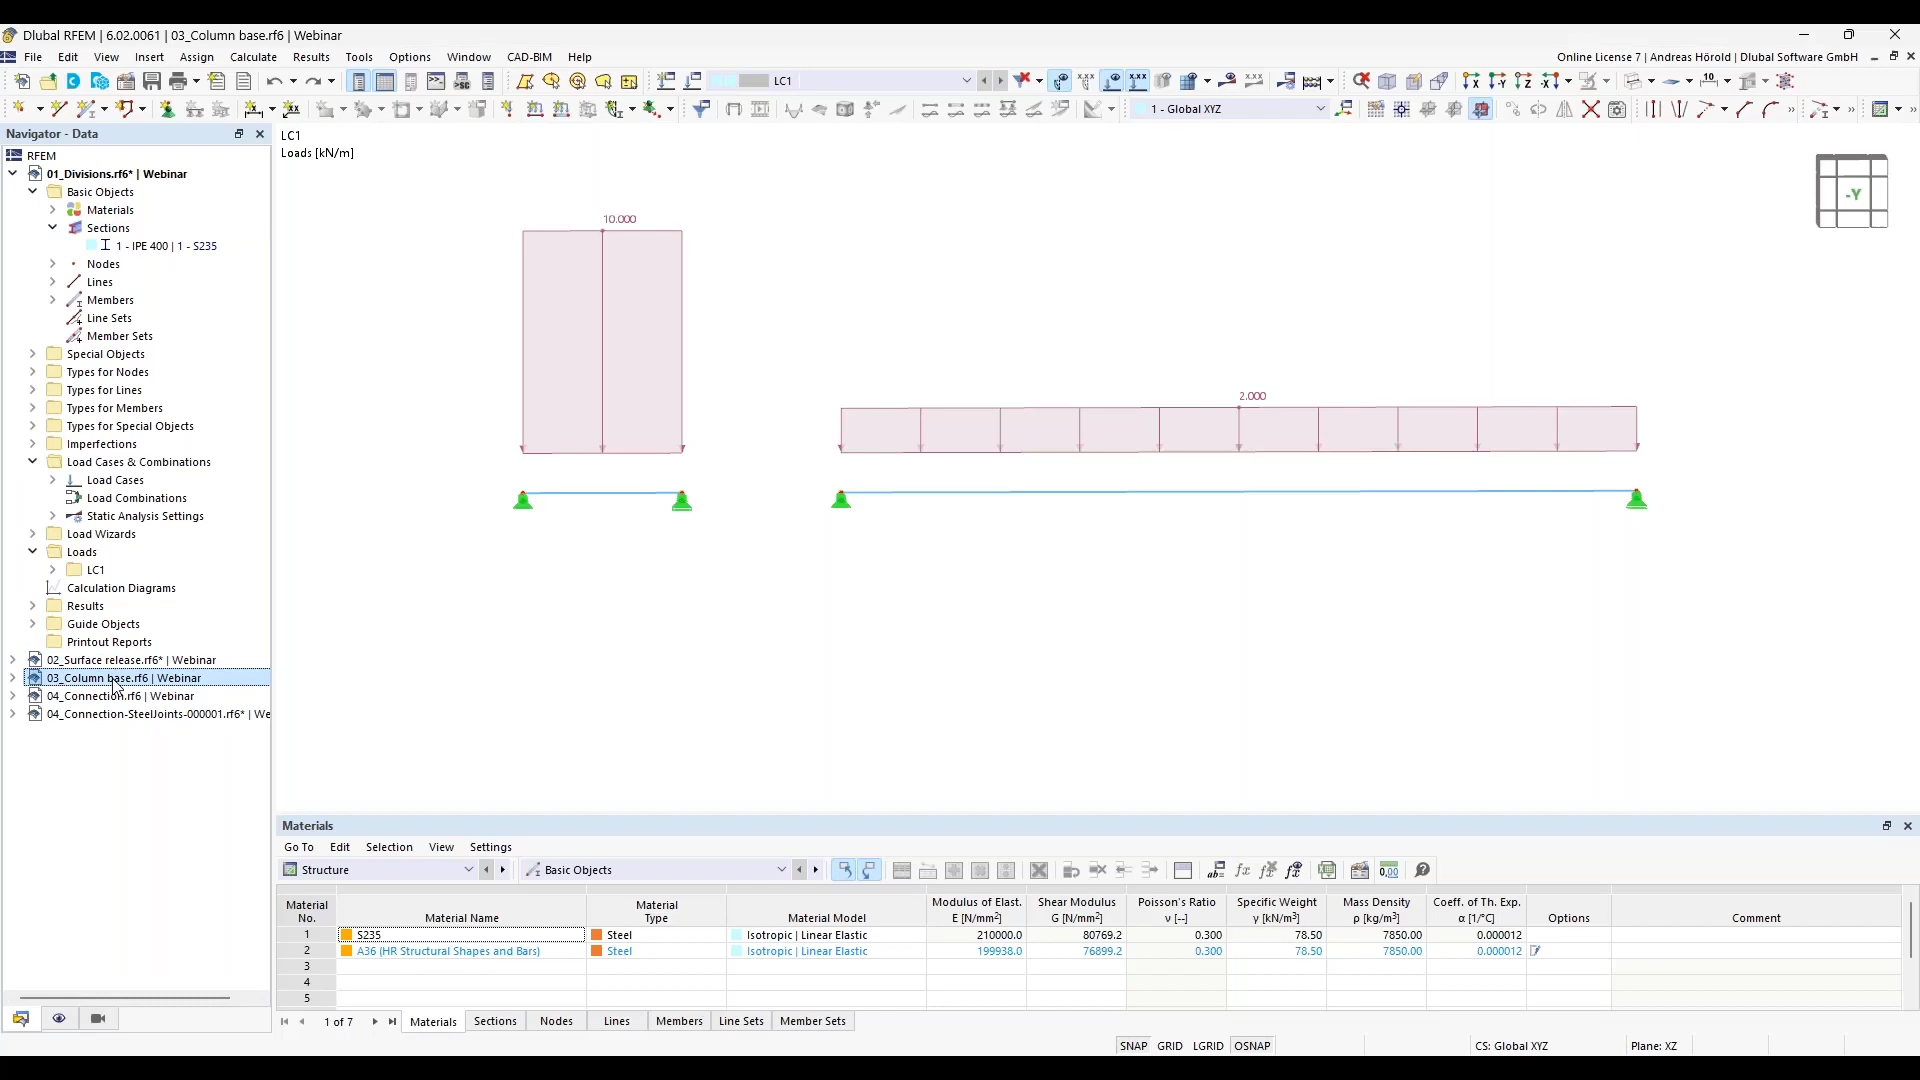 Dlubal RFEM | 6.02.0061 | 03_Column base.rf6 | Webinar
File Edit View Insert Assign Calculate Results Tools Options Window CAD-BIM Help
Online License 7 | Andreas Hörold | Dlubal Software GmbH
LC1
1 - Global XYZ
Navigator - Data
RFEM
01_Divisions.rf6* | Webinar
Basic Objects
Materials
Sections
1 - IPE 400 | 1 - S235
Nodes
Lines
Members
Line Sets
Member Sets
Special Objects
Types for Nodes
Types for Lines
Types for Members
Types for Special Objects
Imperfections
Load Cases & Combinations
Load Cases
Load Combinations
Static Analysis Settings
Load Wizards
Loads
LC1
Calculation Diagrams
Results
Guide Objects
Printout Reports
02_Surface release.rf6* | Webinar
03_Column base.rf6 | Webinar
04_Connection.rf6 | Webinar
04_Connection-SteelJoints-000001.rf6* | We
LC1
Loads [kN/m]
10.000
2.000
-Y
Materials
Go To Edit Selection View Settings
Structure
Basic Objects
Material No. Material Name Material Type Material Model Modulus of Elast. E [N/mm²] Shear Modulus G [N/mm²] Poisson's Ratio ν [--] Specific Weight γ [kN/m³] Mass Density ρ [kg/m³] Coeff. of Th. Exp. α [1/°C] Options Comment
1 S235 Steel Isotropic | Linear Elastic 210000.0 80769.2 0.300 78.50 7850.00 0.000012
2 A36 (HR Structural Shapes and Bars) Steel Isotropic | Linear Elastic 199938.0 76899.2 0.300 78.50 7850.00 0.000012
3
4
5
1 of 7 Materials Sections Nodes Lines Members Line Sets Member Sets
SNAP GRID LGRID OSNAP CS: Global XYZ Plane: XZ